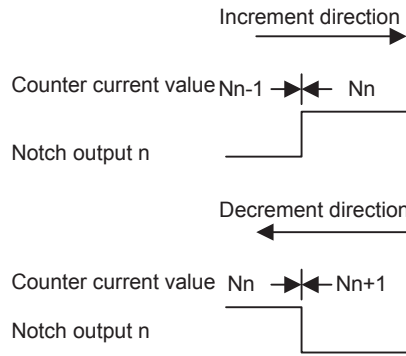 Increment direction
Counter current value Nn-1 Nn
Notch output n
Decrement direction
Counter current value Nn Nn+1
Notch output n